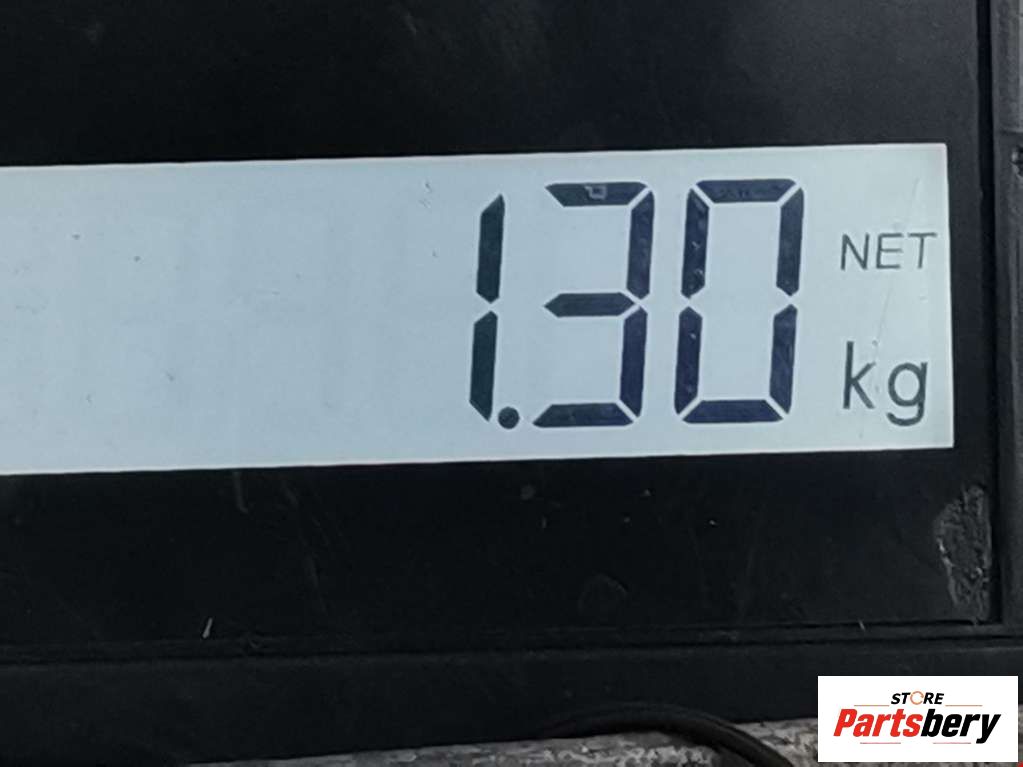 1.30
NET
kg
STORE
Partsbery